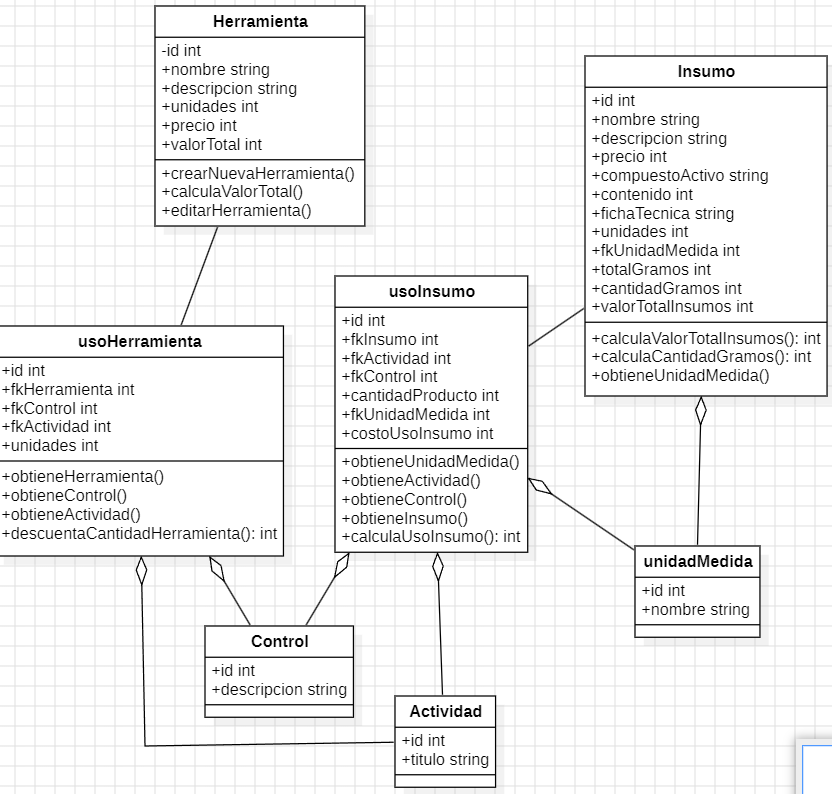 Herramienta
-id int
+nombre string
+descripcion string
+unidades int
+precio int
+valorTotal int
+crearNuevaHerramienta()
+calculaValorTotal()
+editarHerramienta()
Insumo
+id int
+nombre string
+descripcion string
+precio int
+compuestoActivo string
+contenido int
+fichaTecnica string
+unidades int
+fkUnidadMedida int
+totalGramos int
+cantidadGramos int
+valorTotalInsumos int
+calculaValorTotalInsumos(): int
+calculaCantidadGramos(): int
+obtieneUnidadMedida()
usoInsumo
+id int
+fkInsumo int
+fkActividad int
+fkControl int
+cantidadProducto int
+fkUnidadMedida int
+costoUsoInsumo int
+obtieneUnidadMedida()
+obtieneActividad()
+obtieneControl()
+obtieneInsumo()
+calculaUsoInsumo(): int
usoHerramienta
+id int
+fkHerramienta int
+fkControl int
+fkActividad int
+unidades int
+obtieneHerramienta()
+obtieneControl()
+obtieneActividad()
+descuentaCantidadHerramienta(): int
unidadMedida
+id int
+nombre string
Control
+id int
+descripcion string
Actividad
+id int
+titulo string